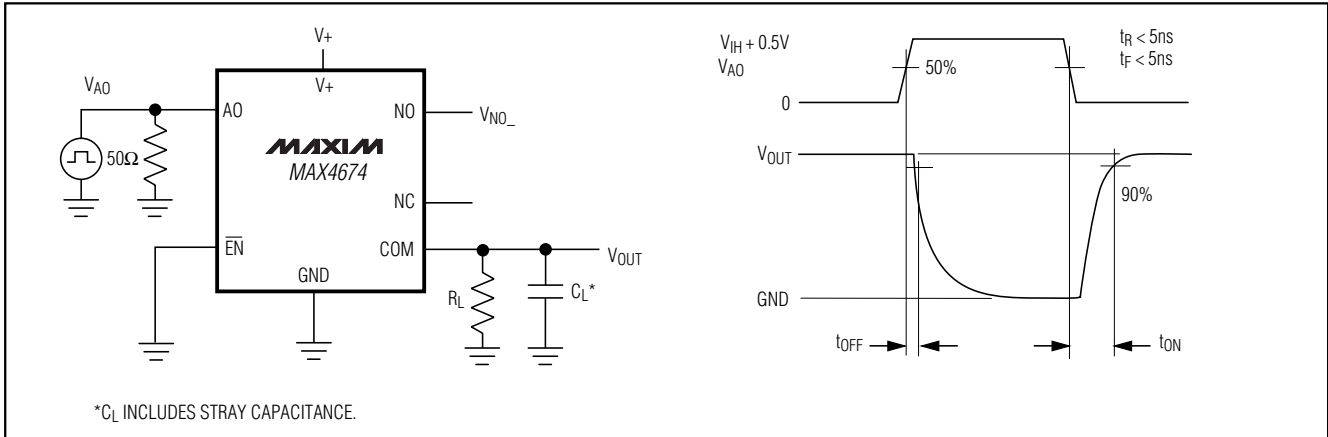 V+
V+
VAO
AO
NO
VNO_
50Ω
MAXIM
MAX4674
NC
EN
COM
VOUT
GND
RL
CL*
*CL INCLUDES STRAY CAPACITANCE.
VIH + 0.5V
VAO
tR < 5ns
tF < 5ns
50%
0
VOUT
90%
GND
tOFF
tON